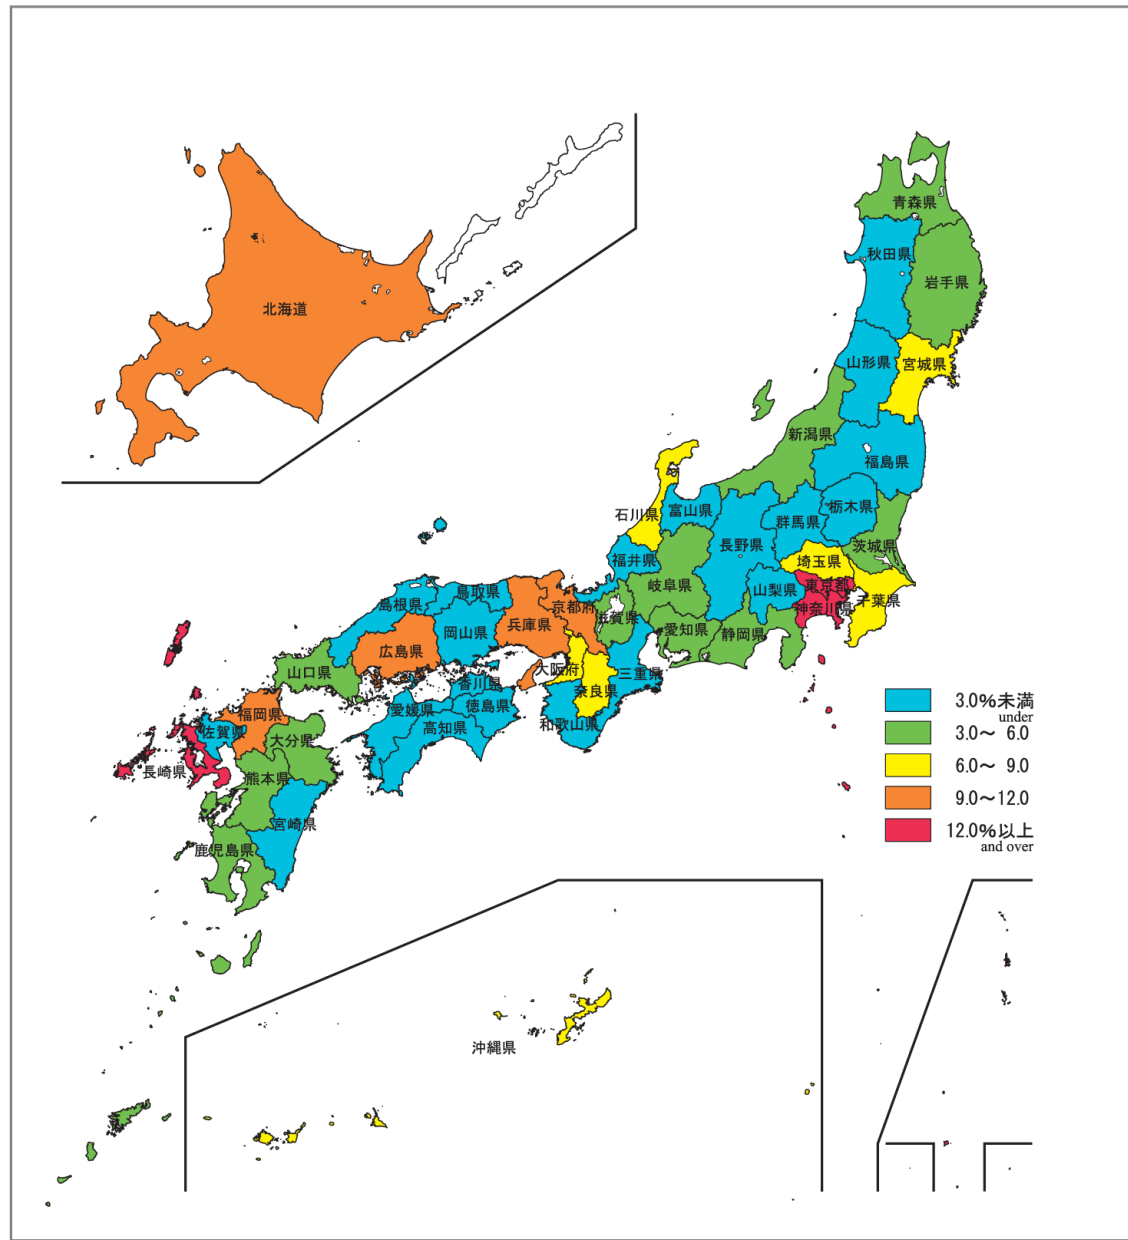 北海道
青森県
秋田県
岩手県
山形県
宮城県
新潟県
福島県
石川県
富山県
群馬県
栃木県
長野県
茨城県
福井県
埼玉県
岐阜県
山梨県
東京都
千葉県
神奈川県
鳥取県
島根県
京都府
滋賀県
兵庫県
岡山県
愛知県
静岡県
広島県
大阪府
三重県
山口県
奈良県
香川県
徳島県
愛媛県
高知県
和歌山県
福岡県
佐賀県
大分県
長崎県
熊本県
宮崎県
鹿児島県
沖縄県
3.0%未満
under
3.0～ 6.0
6.0～ 9.0
9.0～12.0
12.0%以上
and over